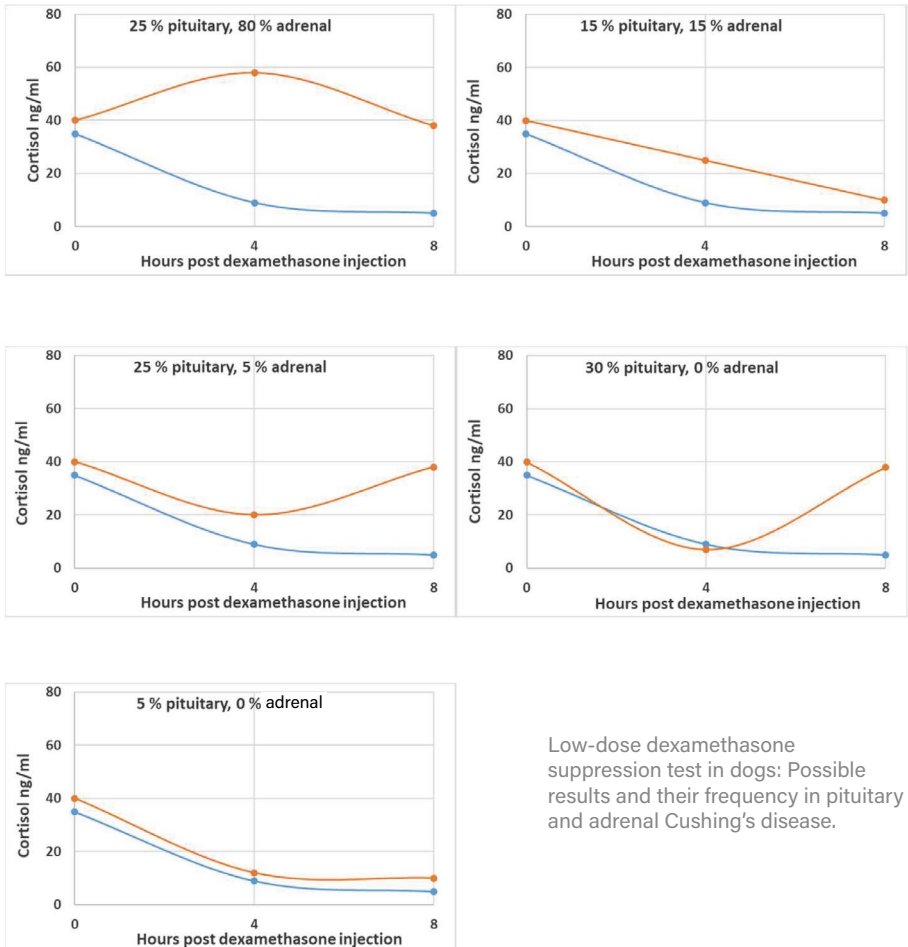 25 % pituitary, 80 % adrenal
80
60
40
20
0
Cortisol ng/ml
0 4 8
Hours post dexamethasone injection
15 % pituitary, 15 % adrenal
80
60
40
20
0
Cortisol ng/ml
0 4 8
Hours post dexamethasone injection
25 % pituitary, 5 % adrenal
80
60
40
20
0
Cortisol ng/ml
0 4 8
Hours post dexamethasone injection
30 % pituitary, 0 % adrenal
80
60
40
20
0
Cortisol ng/ml
0 4 8
Hours post dexamethasone injection
5 % pituitary, 0 % adrenal
80
60
40
20
0
Cortisol ng/ml
0 4 8
Hours post dexamethasone injection
Low-dose dexamethasone
suppression test in dogs: Possible
results and their frequency in pituitary
and adrenal Cushing's disease.